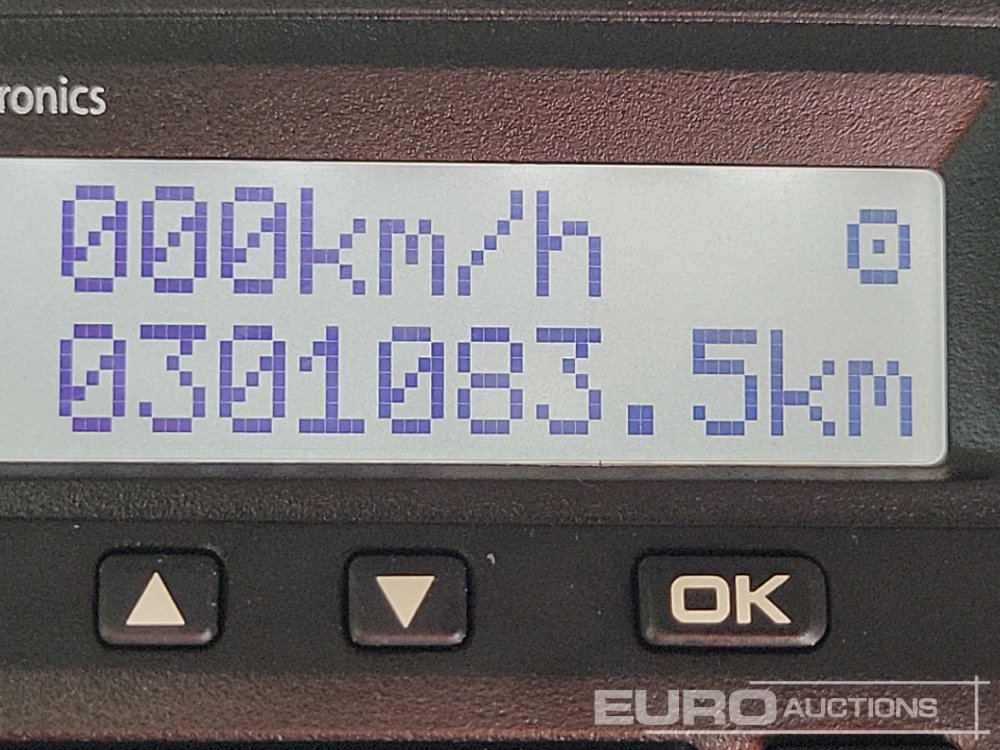 ronics
000km/h
0301083.5km
OK
EURO AUCTIONS